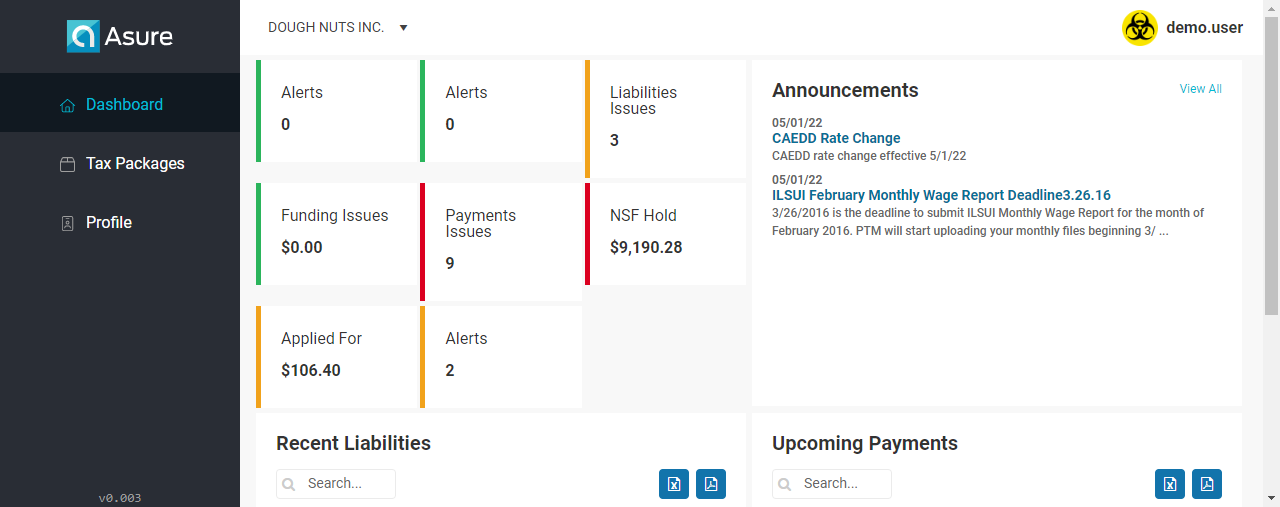 Asure
DOUGH NUTS INC.
demo.user
Dashboard
Tax Packages
Profile
v0.003
Alerts
0
Alerts
0
Liabilities
Issues
3
Funding Issues
$0.00
Payments
Issues
9
NSF Hold
$9,190.28
Applied For
$106.40
Alerts
2
Announcements
View All
05/01/22
CAEDD Rate Change
CAEDD rate change effective 5/1/22
05/01/22
ILSUI February Monthly Wage Report Deadline3.26.16
3/26/2016 is the deadline to submit ILSUI Monthly Wage Report for the month of
February 2016. PTM will start uploading your monthly files beginning 3/ ...
Recent Liabilities
Search...
Upcoming Payments
Search...